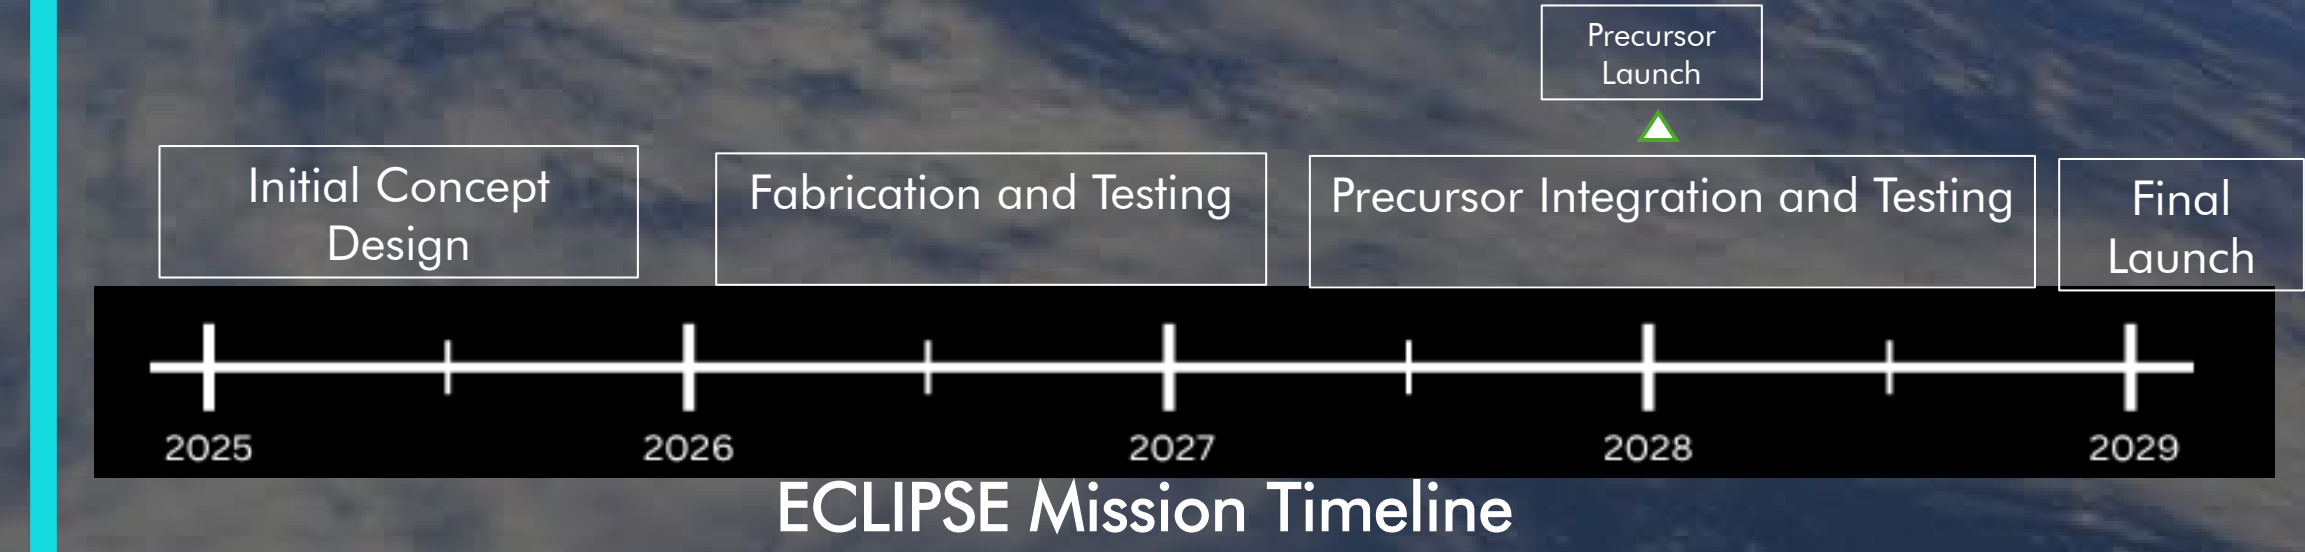 Precursor
Launch
Initial Concept
Design
Fabrication and Testing
Precursor Integration and Testing
Final
Launch
2025
2026
2027
2028
2029
ECLIPSE Mission Timeline